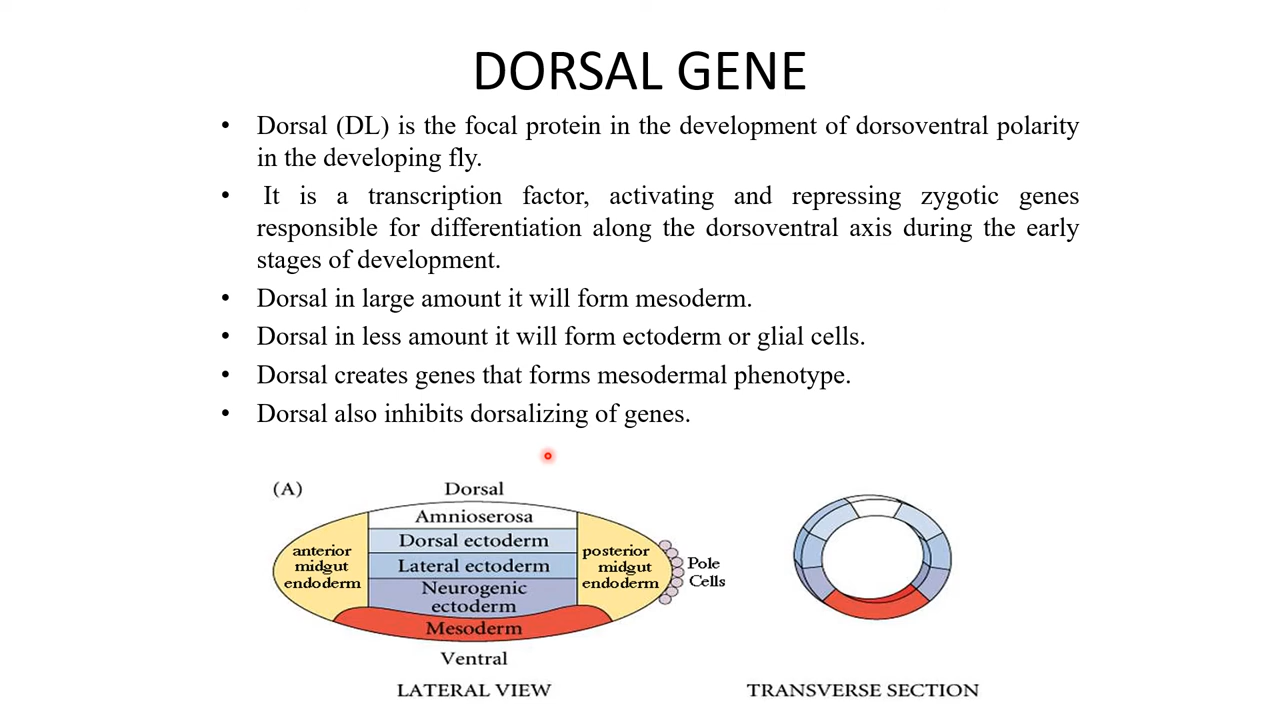 DORSAL GENE
• Dorsal (DL) is the focal protein in the development of dorsoventral polarity
in the developing fly.
• It is a transcription factor, activating and repressing zygotic genes
responsible for differentiation along the dorsoventral axis during the early
stages of development.
• Dorsal in large amount it will form mesoderm.
• Dorsal in less amount it will form ectoderm or glial cells.
• Dorsal creates genes that forms mesodermal phenotype.
• Dorsal also inhibits dorsalizing of genes.
(A)
Dorsal
Amnioserosa
Dorsal ectoderm
Lateral ectoderm
Neurogenic
ectoderm
Mesoderm
anterior
midgut
endoderm
posterior
midgut
endoderm
Pole
Cells
Ventral
LATERAL VIEW
TRANSVERSE SECTION